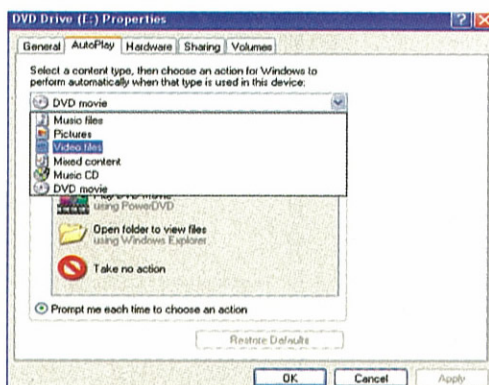 DVD Drive (E:) Properties
General AutoPlay Hardware Sharing Volumes
Select a content type, then choose an action for Windows to
perform automatically when that type is used in this device:
DVD movie
Music files
Pictures
Video files
Mixed content
Music CD
DVD movie
Play DVD Movie
using PowerDVD
Open folder to view files
using Windows Explorer
Take no action
Prompt me each time to choose an action
Restore Defaults
OK Cancel Apply